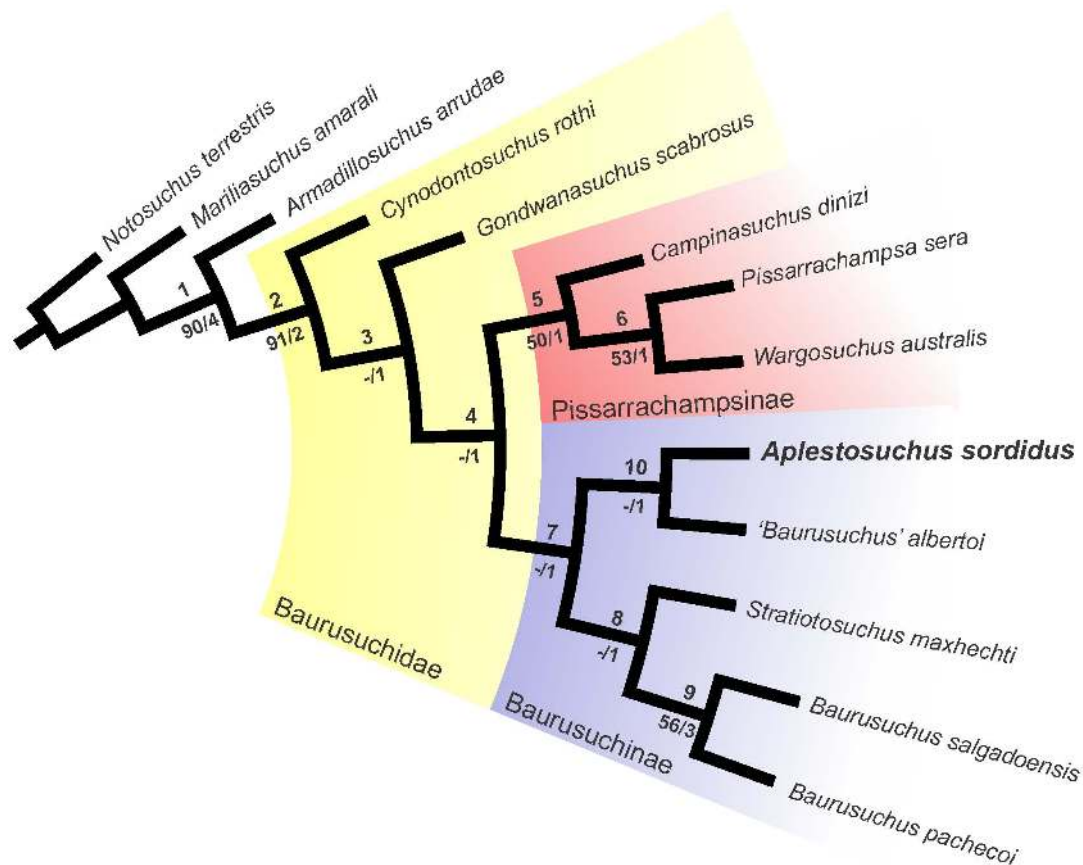 Notosuchus terrestris
Mariliasuchus amarali
Armadillosuchus arrudae
Cynodontosuchus rothi
Gondwanasuchus scabrosus
Campinasuchus dinizi
Pissarrachampsa sera
Wargosuchus australis
Pissarrachampsinae
Aplestosuchus sordidus
'Baurusuchus' albertoi
Stratiotosuchus maxhechti
Baurusuchus salgadoensis
Baurusuchus pachecoi
Baurusuchidae
Baurusuchinae
1
90/4
2
91/2
3
-/1
4
-/1
5
50/1
6
53/1
7
-/1
8
-/1
9
56/3
10
-/1